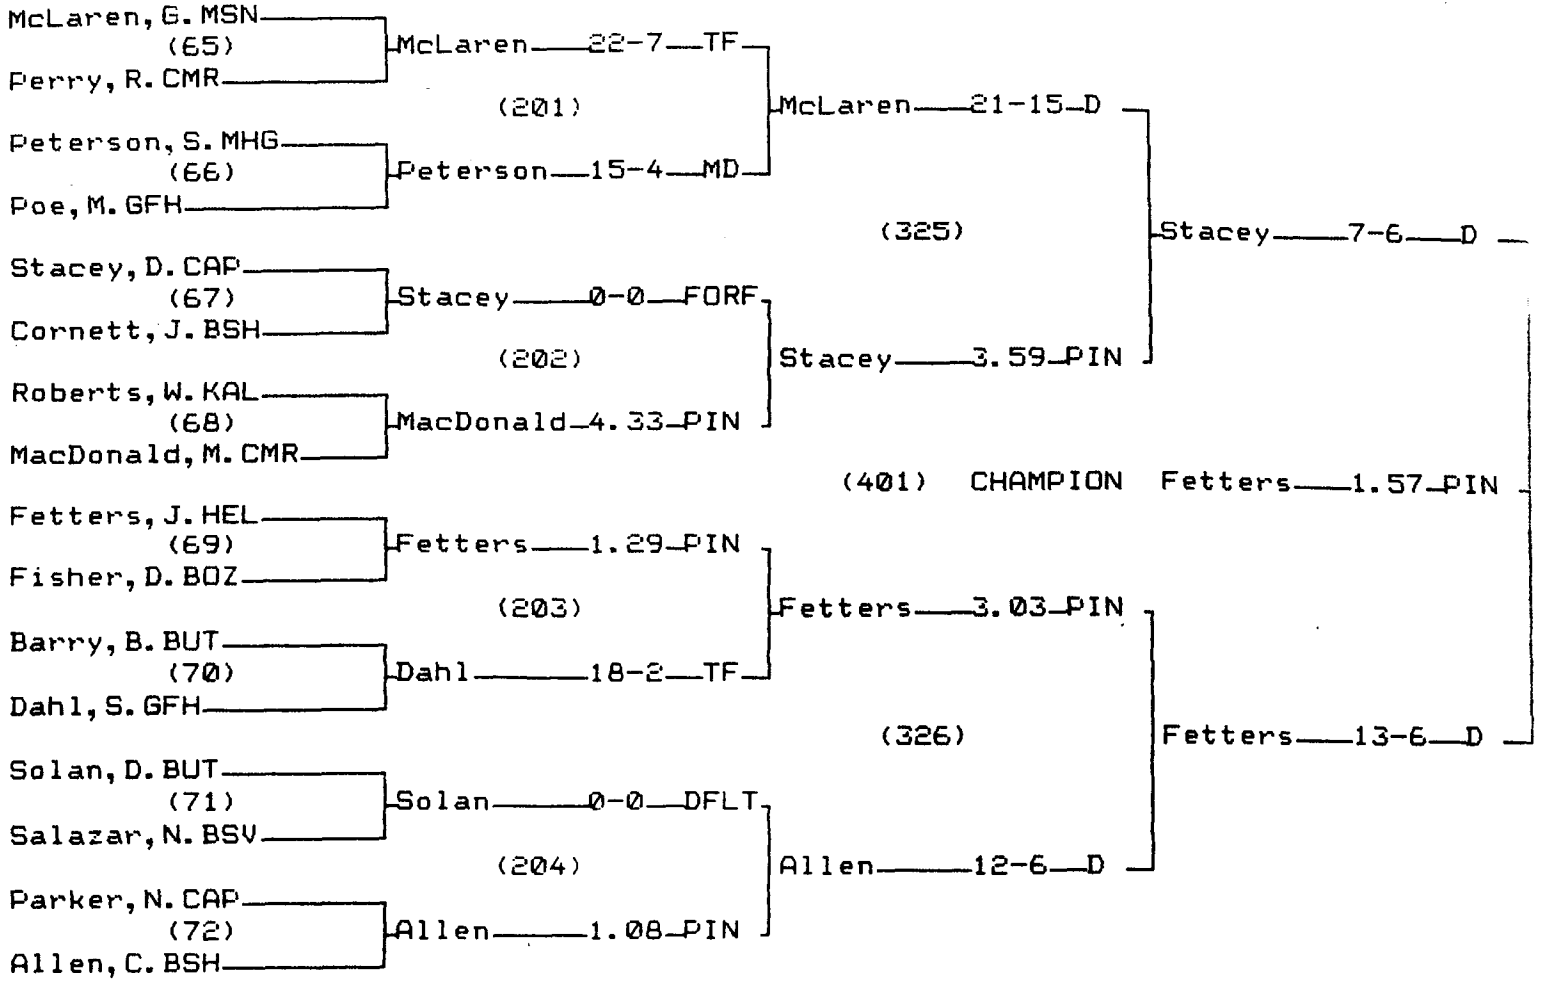 McLaren, G. MSN
(65) McLaren 22-7 TF
Perry, R. CMR
(201) McLaren 21-15 D
Peterson, S. MHG
(66) Peterson 15-4 MD
Poe, M. GFH
(325) Stacey 7-6 D
Stacey, D. CAP
(67) Stacey 0-0 FORF
Cornett, J. BSH
(202) Stacey 3.59 PIN
Roberts, W. KAL
(68) MacDonald 4.33 PIN
MacDonald, M. CMR
(401) CHAMPION Fetters 1.57 PIN
Fetters, J. HEL
(69) Fetters 1.29 PIN
Fisher, D. BOZ
(203) Fetters 3.03 PIN
Barry, B. BUT
(70) Dahl 18-2 TF
Dahl, S. GFH
(326) Fetters 13-6 D
Solan, D. BUT
(71) Solan 0-0 DFLT
Salazar, N. BSV
(204) Allen 12-6 D
Parker, N. CAP
(72) Allen 1.08 PIN
Allen, C. BSH